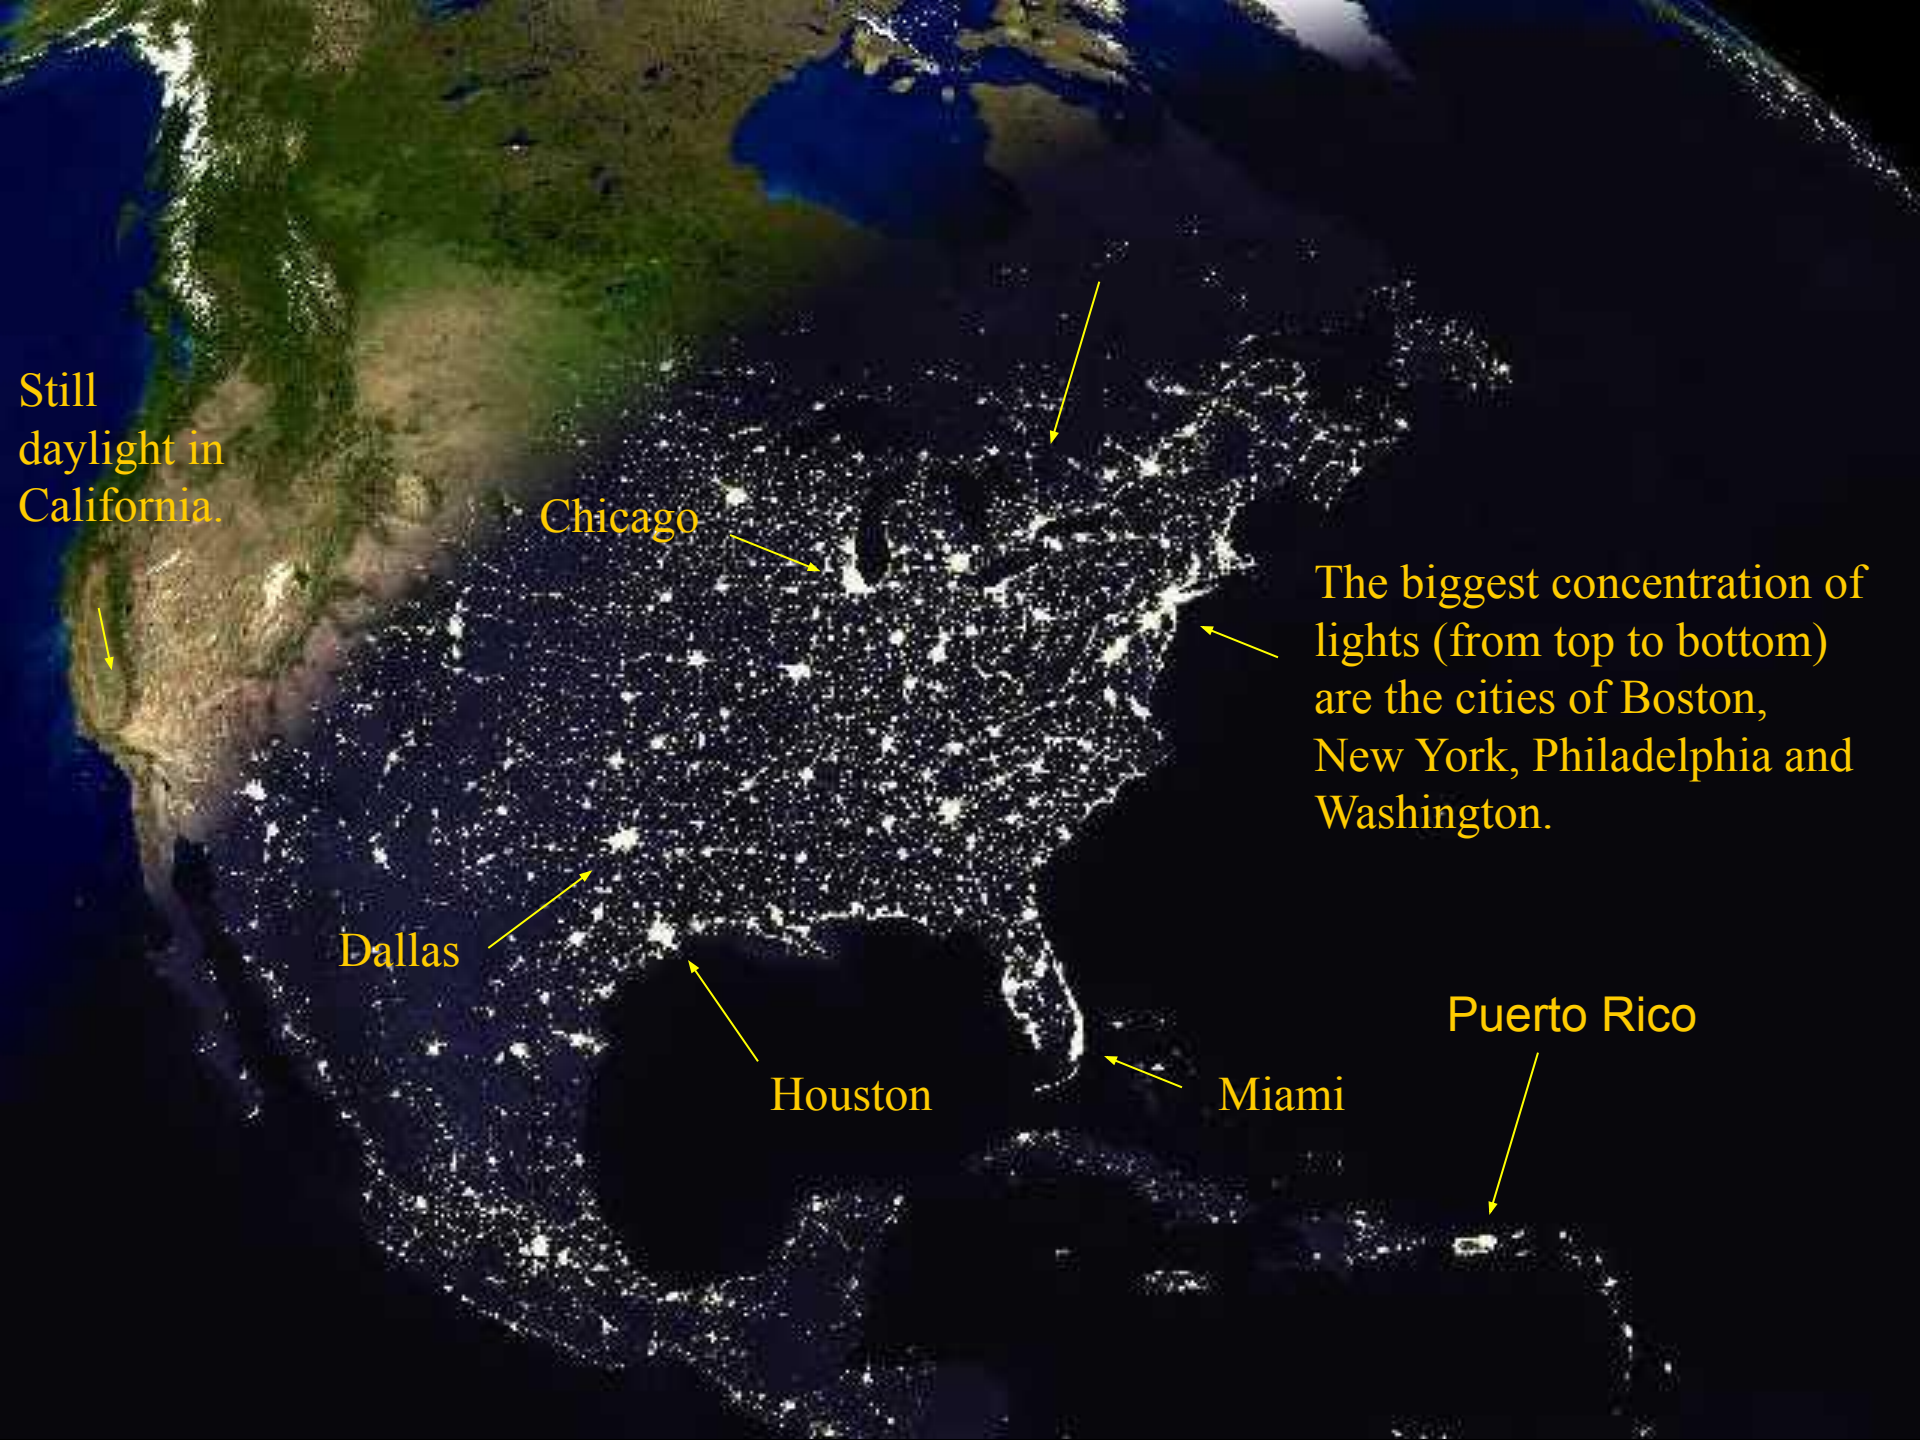 Still
daylight in
California.
Chicago
The biggest concentration of
lights (from top to bottom)
are the cities of Boston,
New York, Philadelphia and
Washington.
Dallas
Houston
Miami
Puerto Rico